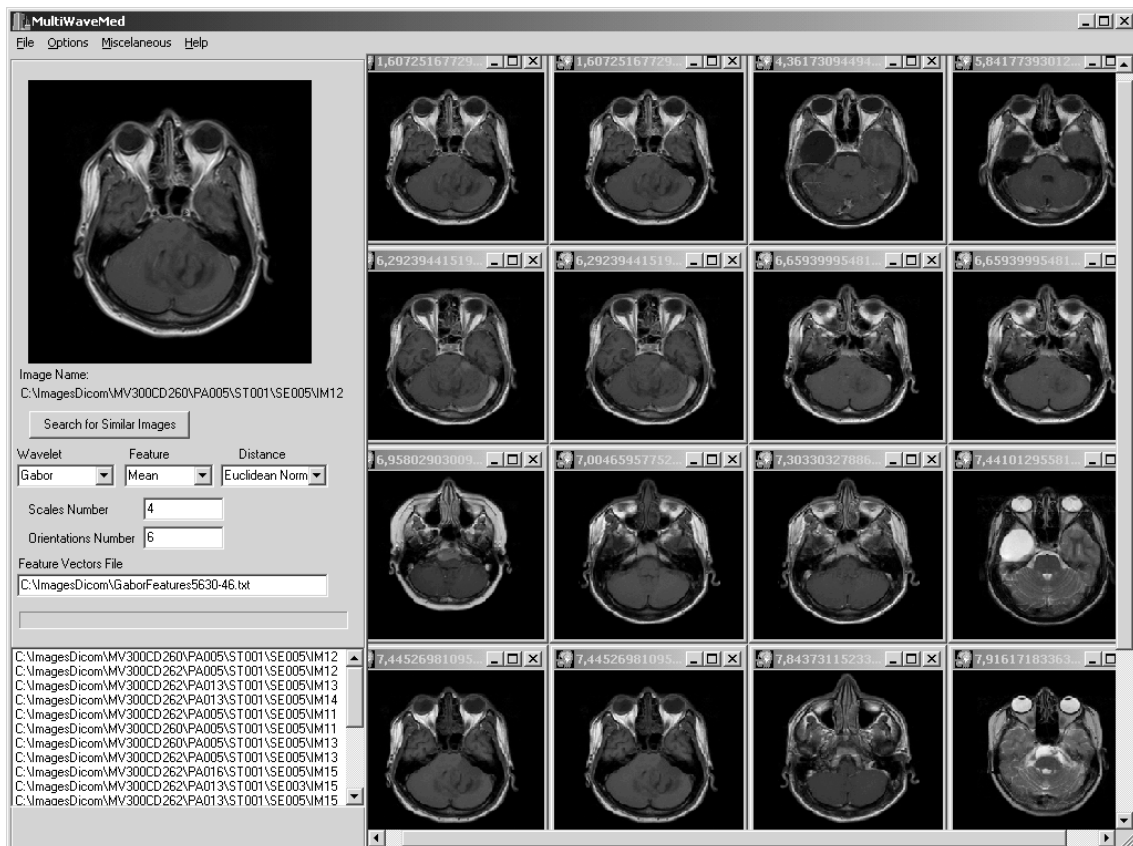 MultiWaveMed
File Options Miscelaneous Help
1,60725167729...
1,60725167729...
4,36173094494...
5,84177393012...
6,29239441519...
6,29239441519...
6,65939995481...
6,65939995481...
6,95802903009...
7,00465957752...
7,30330327886...
7,44101295581...
7,44526981095...
7,44526981095...
7,84373115233...
7,91617183363...
Image Name:
C:\ImagesDicom\MV300CD260\PA005\ST001\SE005\IM12
Search for Similar Images
Wavelet Feature Distance
Gabor Mean Euclidean Norm
Scales Number 4
Orientations Number 6
Feature Vectors File
C:\ImagesDicom\GaborFeatures5630-46.txt
C:\ImagesDicom\MV300CD260\PA005\ST001\SE005\IM12
C:\ImagesDicom\MV300CD262\PA005\ST001\SE005\IM12
C:\ImagesDicom\MV300CD262\PA013\ST001\SE005\IM13
C:\ImagesDicom\MV300CD262\PA013\ST001\SE005\IM14
C:\ImagesDicom\MV300CD262\PA005\ST001\SE005\IM11
C:\ImagesDicom\MV300CD260\PA005\ST001\SE005\IM11
C:\ImagesDicom\MV300CD260\PA005\ST001\SE005\IM13
C:\ImagesDicom\MV300CD262\PA005\ST001\SE005\IM13
C:\ImagesDicom\MV300CD262\PA016\ST001\SE005\IM15
C:\ImagesDicom\MV300CD262\PA013\ST001\SE003\IM15
C:\ImagesDicom\MV300CD262\PA013\ST001\SE005\IM15